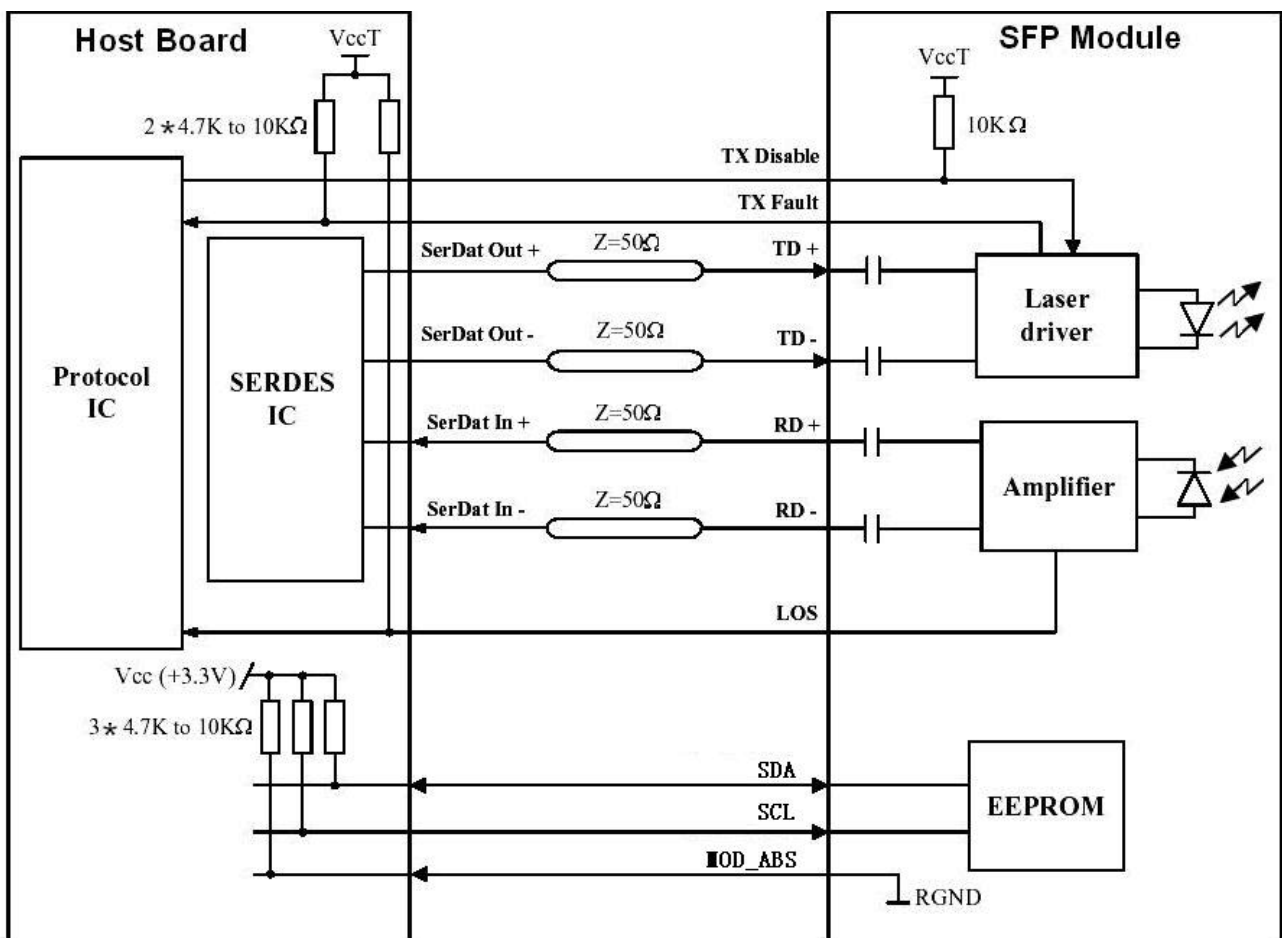 Host Board
VccT
2*4.7K to 10KΩ
SFP Module
VccT
10KΩ
TX Disable
TX Fault
SerDat Out +
Z=50Ω
TD +
SerDat Out -
Z=50Ω
TD -
Laser
driver
Protocol
IC
SERDES
IC
SerDat In +
Z=50Ω
RD +
SerDat In -
Z=50Ω
RD -
Amplifier
LOS
Vcc (+3.3V)
3* 4.7K to 10KΩ
SDA
SCL
MOD_ABS
EEPROM
RGND